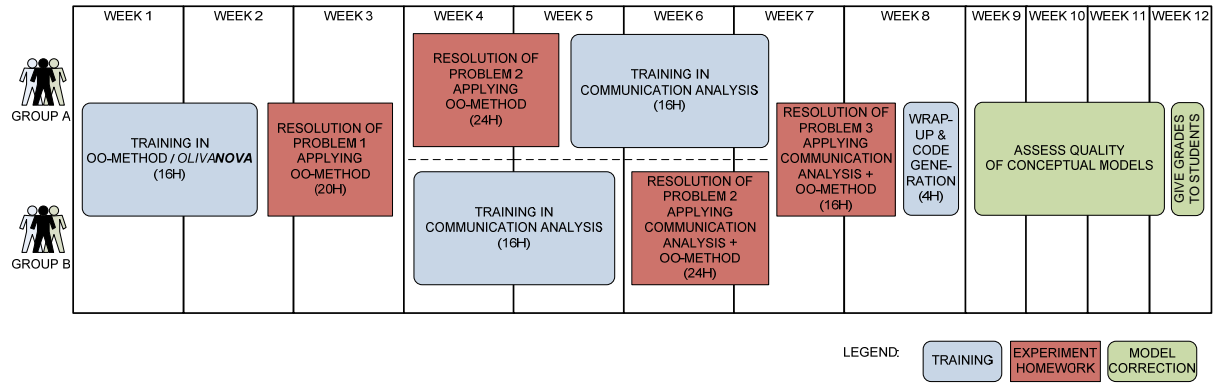 WEEK 1
WEEK 2
WEEK 3
WEEK 4
WEEK 5
WEEK 6
WEEK 7
WEEK 8
WEEK 9
WEEK 10
WEEK 11
WEEK 12
GROUP A
GROUP B
TRAINING IN
OO-METHOD / OLIVANOVA
(16H)
RESOLUTION OF
PROBLEM 1
APPLYING
OO-METHOD
(20H)
RESOLUTION OF
PROBLEM 2
APPLYING
OO-METHOD
(24H)
TRAINING IN
COMMUNICATION ANALYSIS
(16H)
TRAINING IN
COMMUNICATION ANALYSIS
(16H)
RESOLUTION OF
PROBLEM 2
APPLYING
COMMUNICATION
ANALYSIS +
OO-METHOD
(24H)
RESOLUTION OF
PROBLEM 3
APPLYING
COMMUNICATION
ANALYSIS +
OO-METHOD
(16H)
WRAP-
UP &
CODE
GENE-
RATION
(4H)
ASSESS QUALITY
OF CONCEPTUAL MODELS
GIVE GRADES
TO STUDENTS
LEGEND:
TRAINING
EXPERIMENT
HOMEWORK
MODEL
CORRECTION